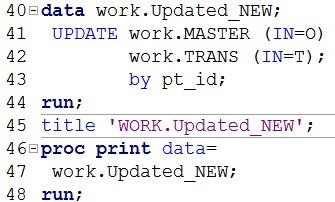 40 data work.Updated_NEW;
41 UPDATE work.MASTER (IN=O)
42 work.TRANS (IN=T);
43 by pt_id;
44 run;
45 title 'WORK.Updated_NEW';
46 proc print data=
47 work.Updated_NEW;
48 run;